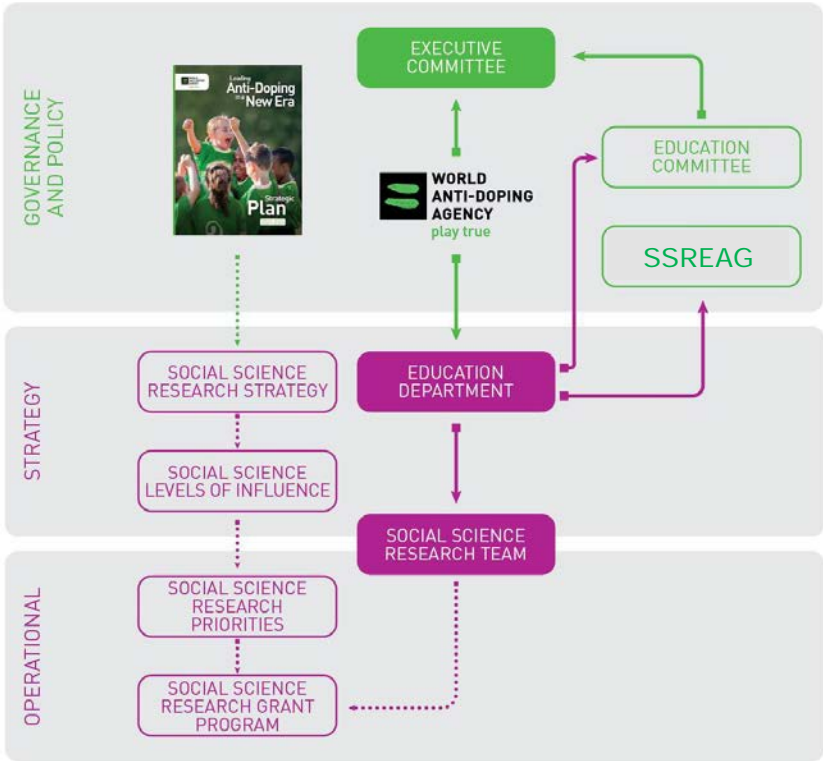 GOVERNANCE
AND POLICY
Leading
Anti-Doping
in a
New Era
Strategic
Plan
EXECUTIVE
COMMITTEE
WORLD
ANTI-DOPING
AGENCY
play true
EDUCATION
COMMITTEE
SSREAG
STRATEGY
SOCIAL SCIENCE
RESEARCH STRATEGY
EDUCATION
DEPARTMENT
SOCIAL SCIENCE
LEVELS OF INFLUENCE
SOCIAL SCIENCE
RESEARCH TEAM
OPERATIONAL
SOCIAL SCIENCE
RESEARCH
PRIORITIES
SOCIAL SCIENCE
RESEARCH GRANT
PROGRAM